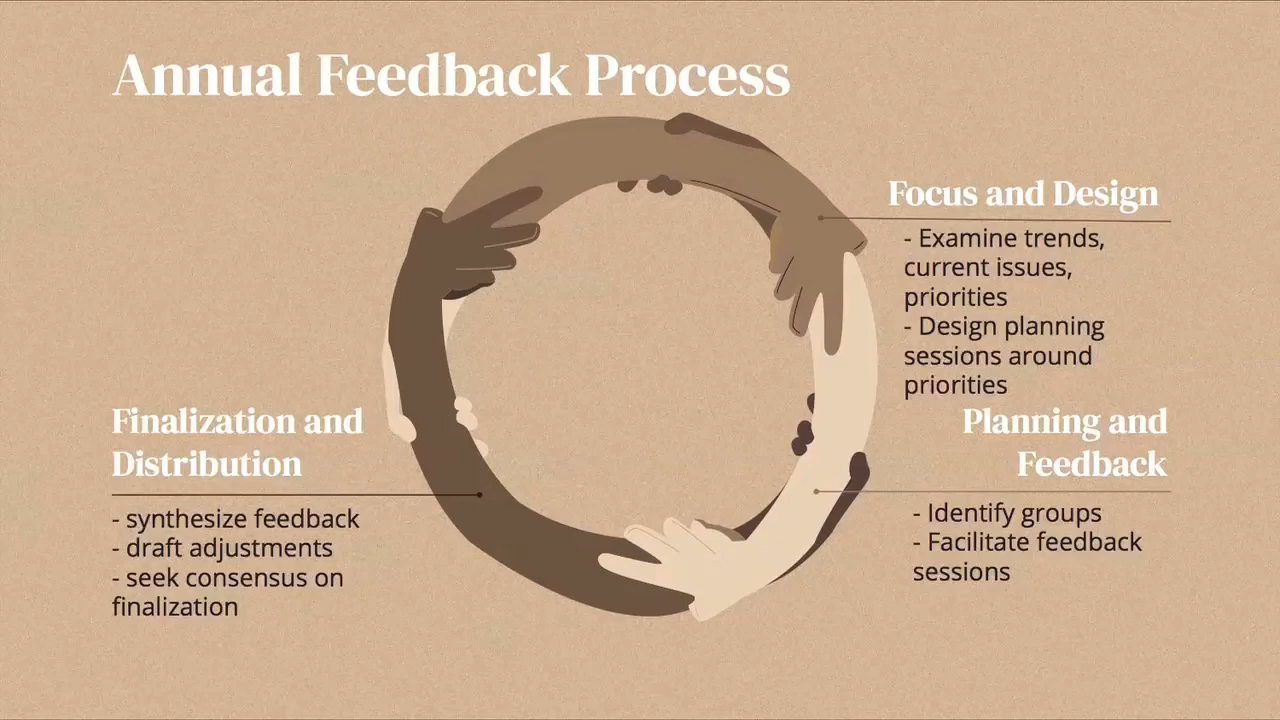 Annual Feedback Process
Focus and Design
- Examine trends,
current issues,
priorities
- Design planning
sessions around
priorities
Planning and
Feedback
- Identify groups
- Facilitate feedback
sessions
Finalization and
Distribution
- synthesize feedback
- draft adjustments
- seek consensus on
finalization